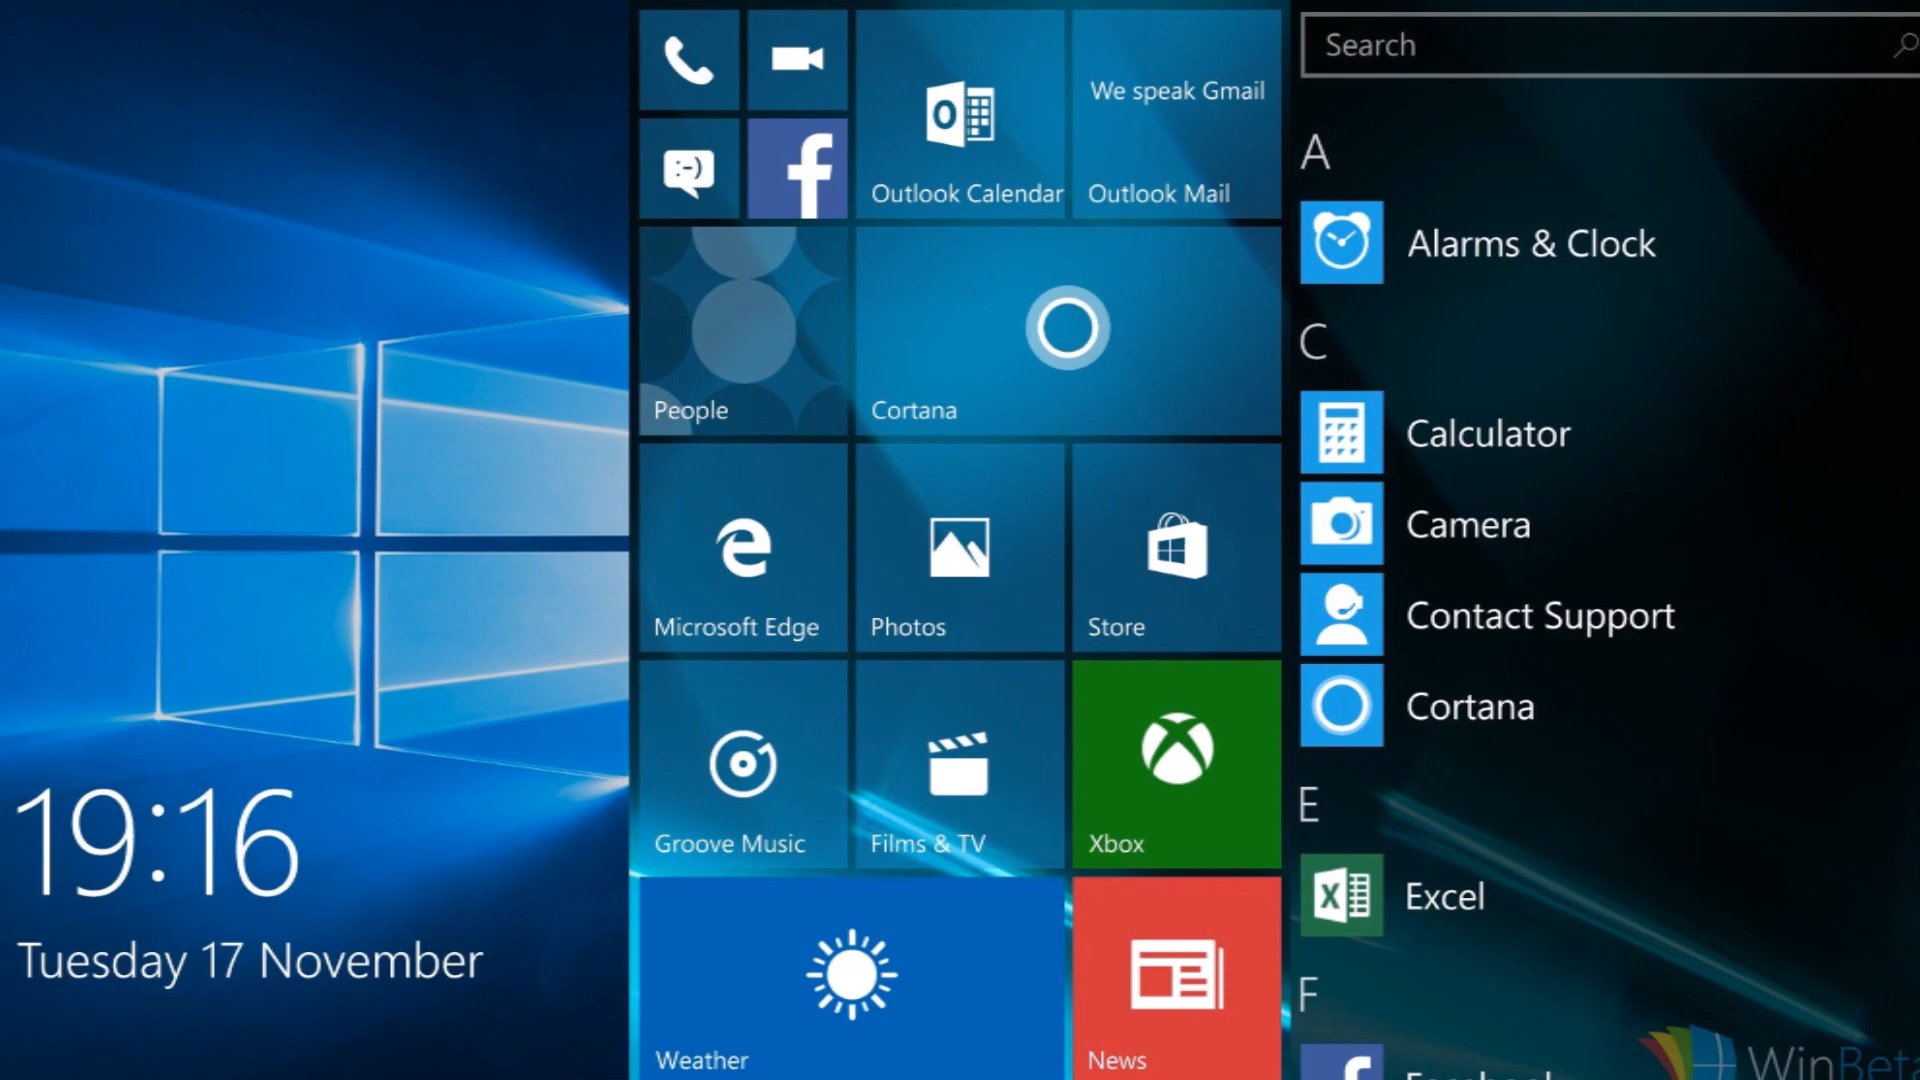 19:16
Tuesday 17 November
Outlook Calendar
We speak Gmail
Outlook Mail
People
Cortana
Microsoft Edge
Photos
Store
Groove Music
Films & TV
Xbox
Weather
News
Search
A
Alarms & Clock
C
Calculator
Camera
Contact Support
Cortana
E
Excel
F
WinBeta